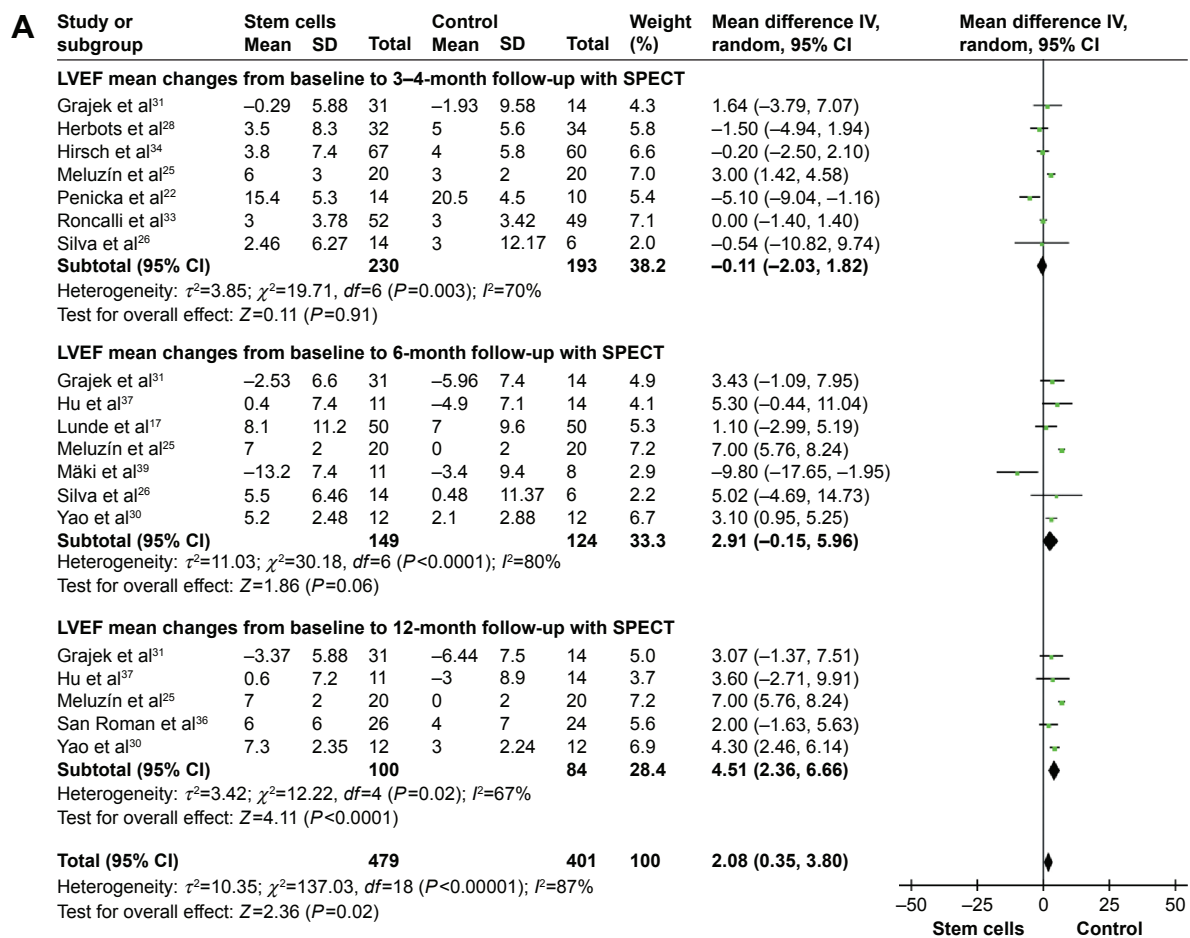 A
Study or subgroup Stem cells Mean SD Total Control Mean SD Total Weight (%) Mean difference IV, random, 95% CI Mean difference IV, random, 95% CI
LVEF mean changes from baseline to 3–4-month follow-up with SPECT
Grajek et al³¹ –0.29 5.88 31 –1.93 9.58 14 4.3 1.64 (–3.79, 7.07)
Herbots et al²⁸ 3.5 8.3 32 5 5.6 34 5.8 –1.50 (–4.94, 1.94)
Hirsch et al³⁴ 3.8 7.4 67 4 5.8 60 6.6 –0.20 (–2.50, 2.10)
Meluzín et al²⁵ 6 3 20 3 2 20 7.0 3.00 (1.42, 4.58)
Penicka et al²² 15.4 5.3 14 20.5 4.5 10 5.4 –5.10 (–9.04, –1.16)
Roncalli et al³³ 3 3.78 52 3 3.42 49 7.1 0.00 (–1.40, 1.40)
Silva et al²⁶ 2.46 6.27 14 3 12.17 6 2.0 –0.54 (–10.82, 9.74)
Subtotal (95% CI) 230 193 38.2 –0.11 (–2.03, 1.82)
Heterogeneity: τ²=3.85; χ²=19.71, df=6 (P=0.003); I²=70%
Test for overall effect: Z=0.11 (P=0.91)
LVEF mean changes from baseline to 6-month follow-up with SPECT
Grajek et al³¹ –2.53 6.6 31 –5.96 7.4 14 4.9 3.43 (–1.09, 7.95)
Hu et al³⁷ 0.4 7.4 11 –4.9 7.1 14 4.1 5.30 (–0.44, 11.04)
Lunde et al¹⁷ 8.1 11.2 50 7 9.6 50 5.3 1.10 (–2.99, 5.19)
Meluzín et al²⁵ 7 2 20 0 2 20 7.2 7.00 (5.76, 8.24)
Mäki et al³⁹ –13.2 7.4 11 –3.4 9.4 8 2.9 –9.80 (–17.65, –1.95)
Silva et al²⁶ 5.5 6.46 14 0.48 11.37 6 2.2 5.02 (–4.69, 14.73)
Yao et al³⁰ 5.2 2.48 12 2.1 2.88 12 6.7 3.10 (0.95, 5.25)
Subtotal (95% CI) 149 124 33.3 2.91 (–0.15, 5.96)
Heterogeneity: τ²=11.03; χ²=30.18, df=6 (P<0.0001); I²=80%
Test for overall effect: Z=1.86 (P=0.06)
LVEF mean changes from baseline to 12-month follow-up with SPECT
Grajek et al³¹ –3.37 5.88 31 –6.44 7.5 14 5.0 3.07 (–1.37, 7.51)
Hu et al³⁷ 0.6 7.2 11 –3 8.9 14 3.7 3.60 (–2.71, 9.91)
Meluzín et al²⁵ 7 2 20 0 2 20 7.2 7.00 (5.76, 8.24)
San Roman et al³⁶ 6 6 26 4 7 24 5.6 2.00 (–1.63, 5.63)
Yao et al³⁰ 7.3 2.35 12 3 2.24 12 6.9 4.30 (2.46, 6.14)
Subtotal (95% CI) 100 84 28.4 4.51 (2.36, 6.66)
Heterogeneity: τ²=3.42; χ²=12.22, df=4 (P=0.02); I²=67%
Test for overall effect: Z=4.11 (P<0.0001)
Total (95% CI) 479 401 100 2.08 (0.35, 3.80)
Heterogeneity: τ²=10.35; χ²=137.03, df=18 (P<0.00001); I²=87%
Test for overall effect: Z=2.36 (P=0.02)
–50 –25 0 25 50
Stem cells Control